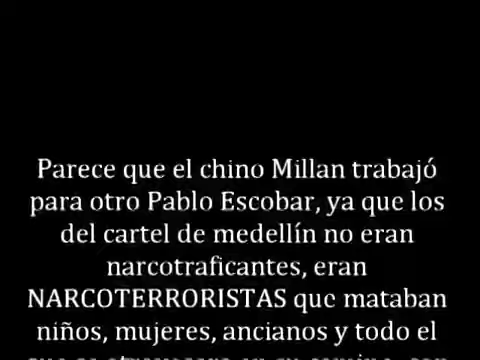 Parece que el chino Millan trabajó
para otro Pablo Escobar, ya que los
del cartel de medellín no eran
narcotraficantes, eran
NARCOTERRORISTAS que mataban
niños, mujeres, ancianos y todo el